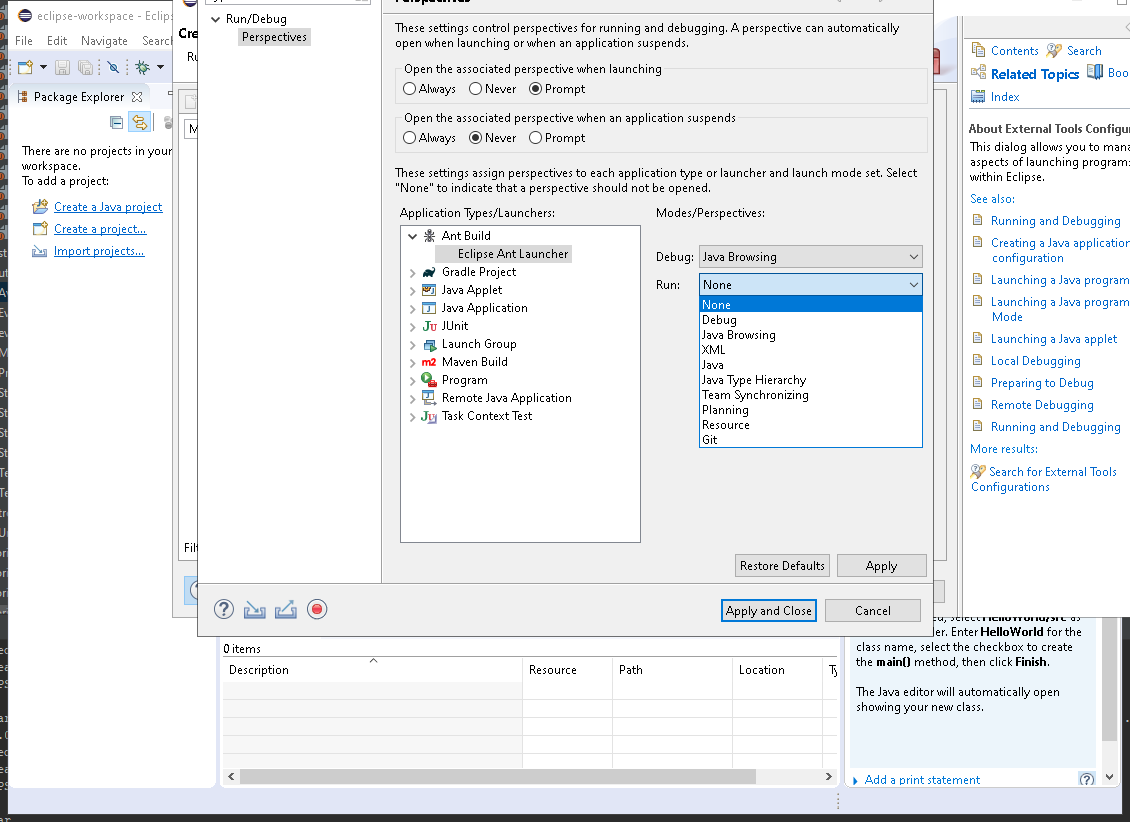 eclipse-workspace - Eclips
File Edit Navigate Search
Package Explorer
There are no projects in your
workspace.
To add a project:
Create a Java project
Create a project...
Import projects...
Cre
Ru
Run/Debug
Perspectives
Perspectives
These settings control perspectives for running and debugging. A perspective can automatically
open when launching or when an application suspends.
Open the associated perspective when launching
Always Never Prompt
Open the associated perspective when an application suspends
Always Never Prompt
These settings assign perspectives to each application type or launcher and launch mode set. Select
"None" to indicate that a perspective should not be opened.
Application Types/Launchers:
Ant Build
Eclipse Ant Launcher
Gradle Project
Java Applet
Java Application
JUnit
Launch Group
Maven Build
Program
Remote Java Application
Task Context Test
Modes/Perspectives:
Debug: Java Browsing
Run: None
None
Debug
Java Browsing
XML
Java
Java Type Hierarchy
Team Synchronizing
Planning
Resource
Git
Restore Defaults Apply
Apply and Close Cancel
Filt
Contents Search
Related Topics Boo
Index
About External Tools Configu
This dialog allows you to mana
aspects of launching programs
within Eclipse.
See also:
Running and Debugging
Creating a Java application
configuration
Launching a Java program
Launching a Java program
Mode
Launching a Java applet
Local Debugging
Preparing to Debug
Remote Debugging
Running and Debugging
More results:
Search for External Tools
Configurations
0 items
Description Resource Path Location Ty
ed, select HelloWorld/src as
er. Enter HelloWorld for the
class name, select the checkbox to create
the main() method, then click Finish.
The Java editor will automatically open
showing your new class.
Add a print statement